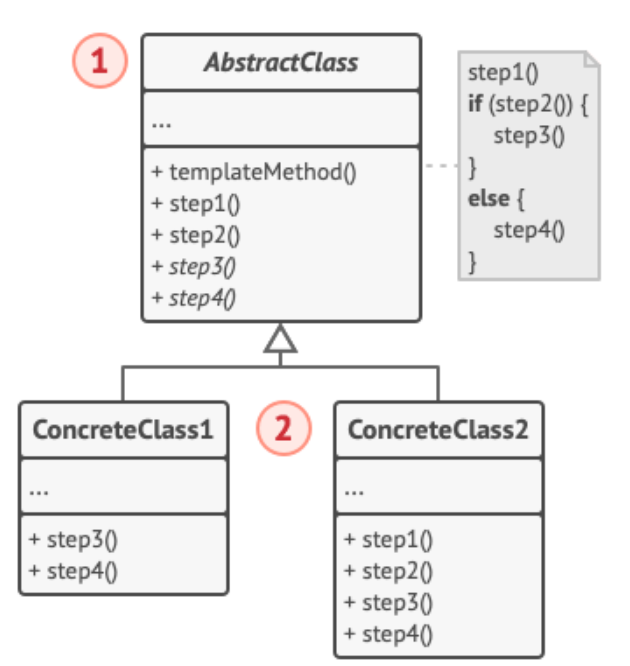 1
AbstractClass
...
+ templateMethod()
+ step1()
+ step2()
+ step3()
+ step4()
step1()
if (step2()) {
step3()
}
else {
step4()
}
ConcreteClass1
...
+ step3()
+ step4()
2
ConcreteClass2
...
+ step1()
+ step2()
+ step3()
+ step4()